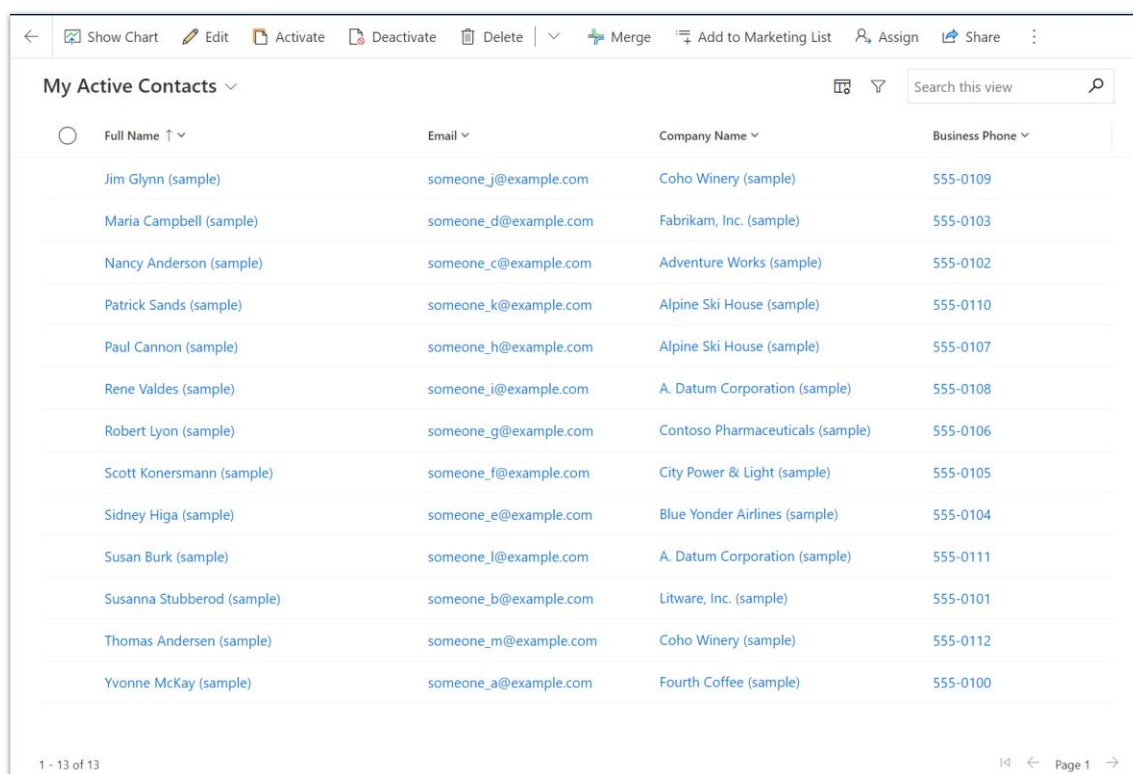 Show Chart Edit Activate Deactivate Delete Merge Add to Marketing List Assign Share
My Active Contacts Search this view
Full Name Email Company Name Business Phone
Jim Glynn (sample) someone_j@example.com Coho Winery (sample) 555-0109
Maria Campbell (sample) someone_d@example.com Fabrikam, Inc. (sample) 555-0103
Nancy Anderson (sample) someone_c@example.com Adventure Works (sample) 555-0102
Patrick Sands (sample) someone_k@example.com Alpine Ski House (sample) 555-0110
Paul Cannon (sample) someone_h@example.com Alpine Ski House (sample) 555-0107
Rene Valdes (sample) someone_i@example.com A. Datum Corporation (sample) 555-0108
Robert Lyon (sample) someone_g@example.com Contoso Pharmaceuticals (sample) 555-0106
Scott Konersmann (sample) someone_f@example.com City Power & Light (sample) 555-0105
Sidney Higa (sample) someone_e@example.com Blue Yonder Airlines (sample) 555-0104
Susan Burk (sample) someone_l@example.com A. Datum Corporation (sample) 555-0111
Susanna Stubberod (sample) someone_b@example.com Litware, Inc. (sample) 555-0101
Thomas Andersen (sample) someone_m@example.com Coho Winery (sample) 555-0112
Yvonne McKay (sample) someone_a@example.com Fourth Coffee (sample) 555-0100
1 - 13 of 13 Page 1